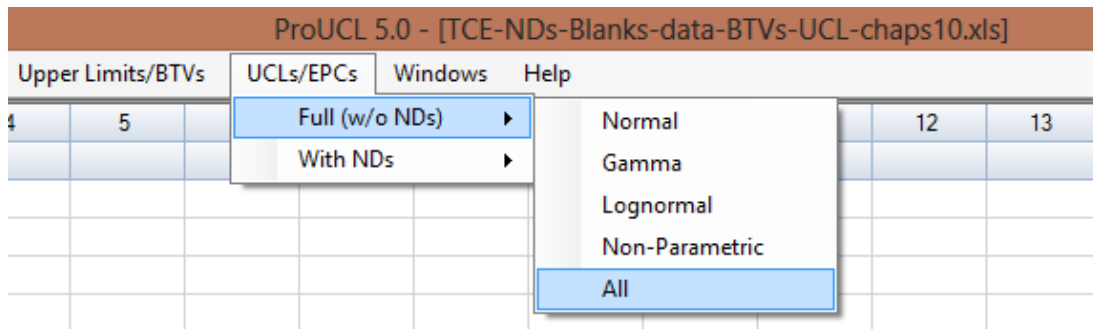 ProUCL 5.0 - [TCE-NDs-Blanks-data-BTVs-UCL-chaps10.xls]
Upper Limits/BTVs UCLs/EPCs Windows Help
5 12 13
Full (w/o NDs)
With NDs
Normal
Gamma
Lognormal
Non-Parametric
All